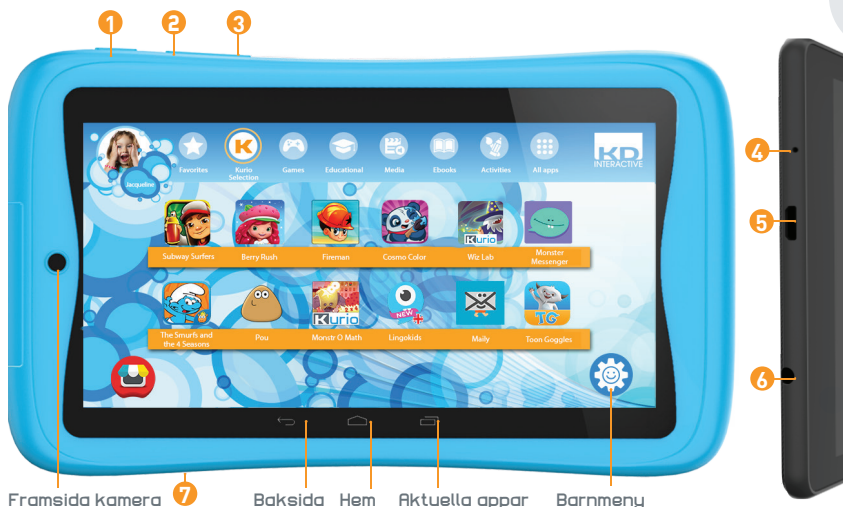 1 2 3
Favorites Kurio Selection Games Educational Media Ebooks Activities All apps
KD INTERACTIVE
Jacqueline
4
5
Kurio
Subway Surfers Berry Rush Fireman Cosmo Color Wiz Lab Monster Messenger
Kurio NEW TG
The Smurfs and the 4 Seasons Pou Monstr O Math Lingokids Maily Toon Goggles
6
7
Framsida kamera Baksida Hem Aktuella appar Barnmeny